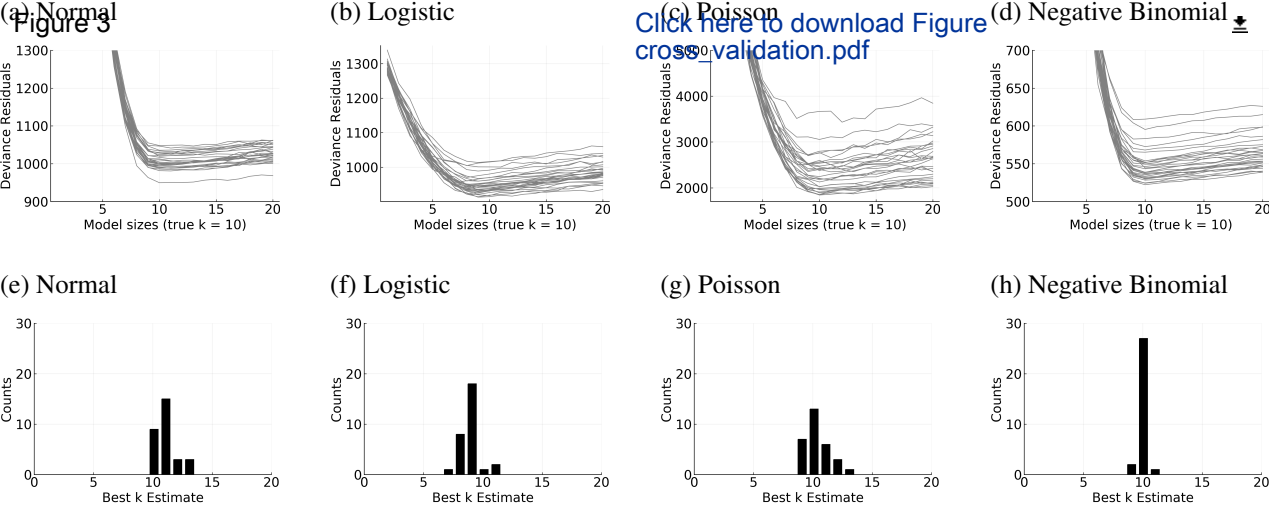 (a) Normal
(b) Logistic
(c) Poisson
(d) Negative Binomial
Figure 3
Click here to download Figure
cross_validation.pdf
Deviance Residuals
1300
1200
1100
1000
900
5 10 15 20
Model sizes (true k = 10)
Deviance Residuals
1300
1200
1100
1000
5 10 15 20
Model sizes (true k = 10)
Deviance Residuals
5000
4000
3000
2000
5 10 15 20
Model sizes (true k = 10)
Deviance Residuals
700
650
600
550
500
5 10 15 20
Model sizes (true k = 10)
(e) Normal
(f) Logistic
(g) Poisson
(h) Negative Binomial
Counts
30
20
10
0
0 5 10 15 20
Best k Estimate
Counts
30
20
10
0
0 5 10 15 20
Best k Estimate
Counts
30
20
10
0
0 5 10 15 20
Best k Estimate
Counts
30
20
10
0
0 5 10 15 20
Best k Estimate